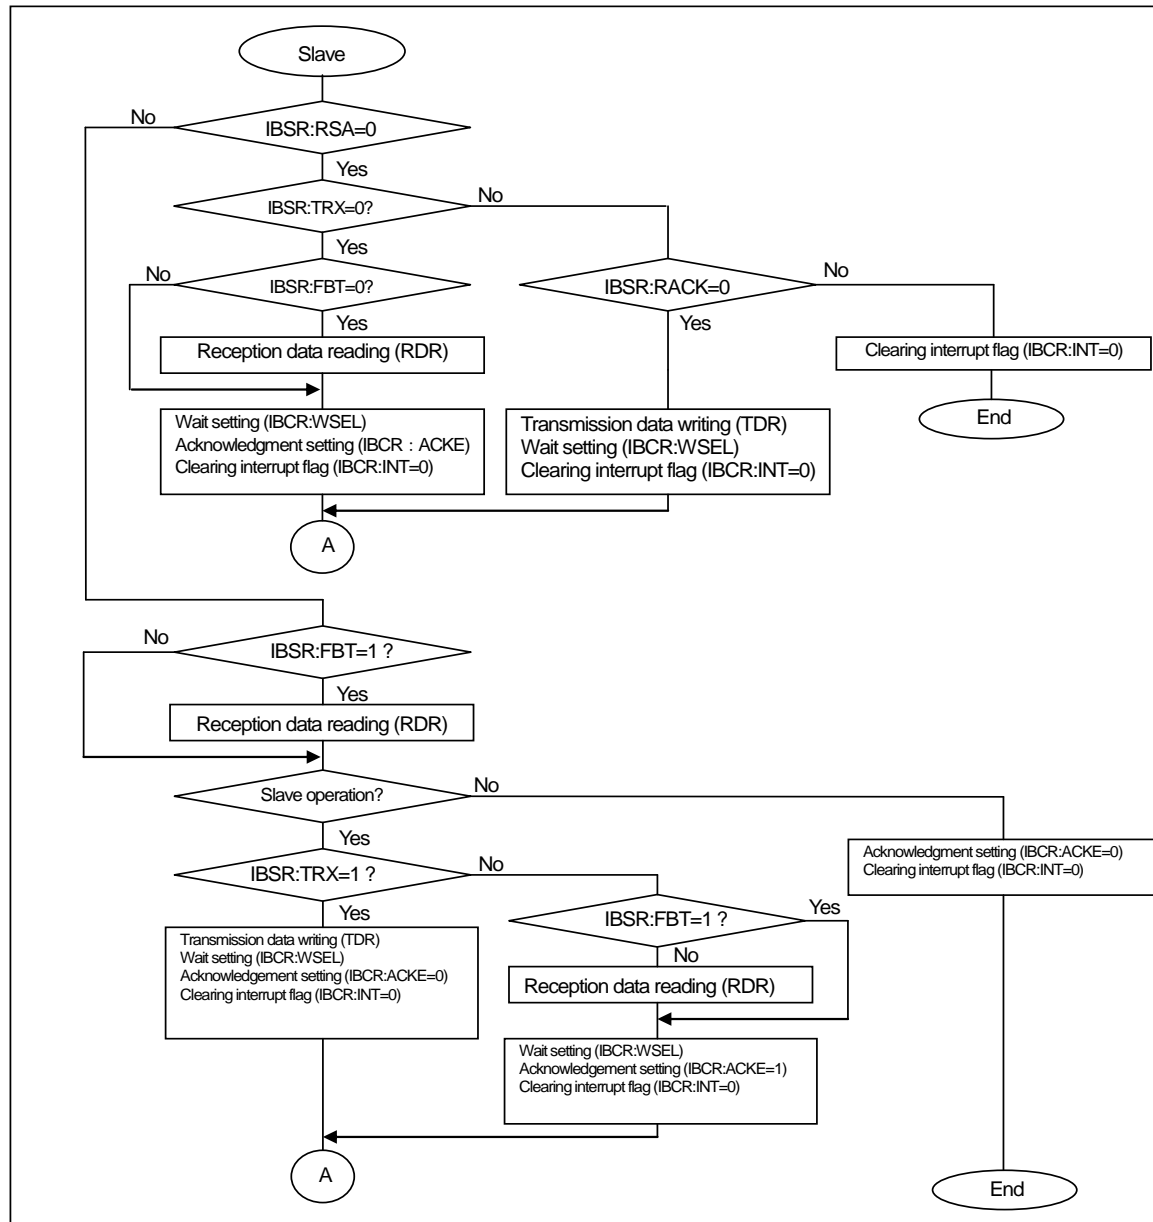 Slave
No
IBSR:RSA=0
Yes
No
IBSR:TRX=0?
Yes
No
IBSR:FBT=0?
No
IBSR:RACK=0
Yes
Yes
Reception data reading (RDR)
Clearing interrupt flag (IBCR:INT=0)
Wait setting (IBCR:WSEL)
Acknowledgment setting (IBCR : ACKE)
Clearing interrupt flag (IBCR:INT=0)
Transmission data writing (TDR)
Wait setting (IBCR:WSEL)
Clearing interrupt flag (IBCR:INT=0)
End
A
No
IBSR:FBT=1 ?
Yes
Reception data reading (RDR)
No
Slave operation?
Yes
No
IBSR:TRX=1 ?
Yes
Acknowledgment setting (IBCR:ACKE=0)
Clearing interrupt flag (IBCR:INT=0)
IBSR:FBT=1 ?
Yes
No
Transmission data writing (TDR)
Wait setting (IBCR:WSEL)
Acknowledgement setting (IBCR:ACKE=0)
Clearing interrupt flag (IBCR:INT=0)
Reception data reading (RDR)
Wait setting (IBCR:WSEL)
Acknowledgement setting (IBCR:ACKE=1)
Clearing interrupt flag (IBCR:INT=0)
A
End